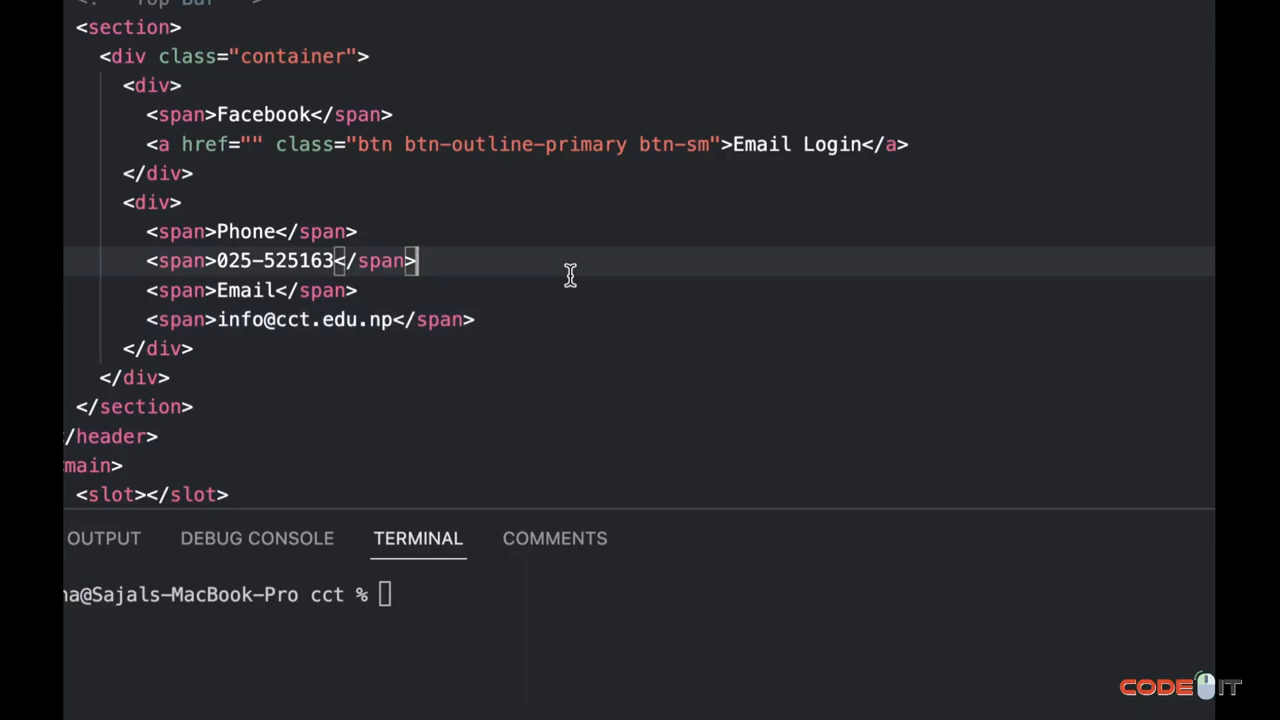 Top Bar
<section>
<div class="container">
<div>
<span>Facebook</span>
<a href="" class="btn btn-outline-primary btn-sm">Email Login</a>
</div>
<div>
<span>Phone</span>
<span>025-525163</span>
<span>Email</span>
<span>info@cct.edu.np</span>
</div>
</div>
</section>
/header>
main>
<slot></slot>
OUTPUT DEBUG CONSOLE TERMINAL COMMENTS
na@Sajals-MacBook-Pro cct %
CODE IT